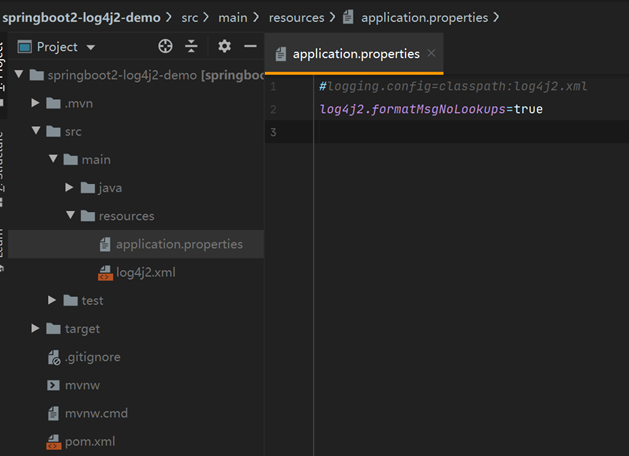 springboot2-log4j2-demo > src > main > resources > application.properties >
Project
application.properties ×
springboot2-log4j2-demo [springboo
.mvn
src
main
java
resources
application.properties
log4j2.xml
test
target
.gitignore
mvnw
mvnw.cmd
pom.xml
1 #logging.config=classpath:log4j2.xml
2 log4j2.formatMsgNoLookups=true
3